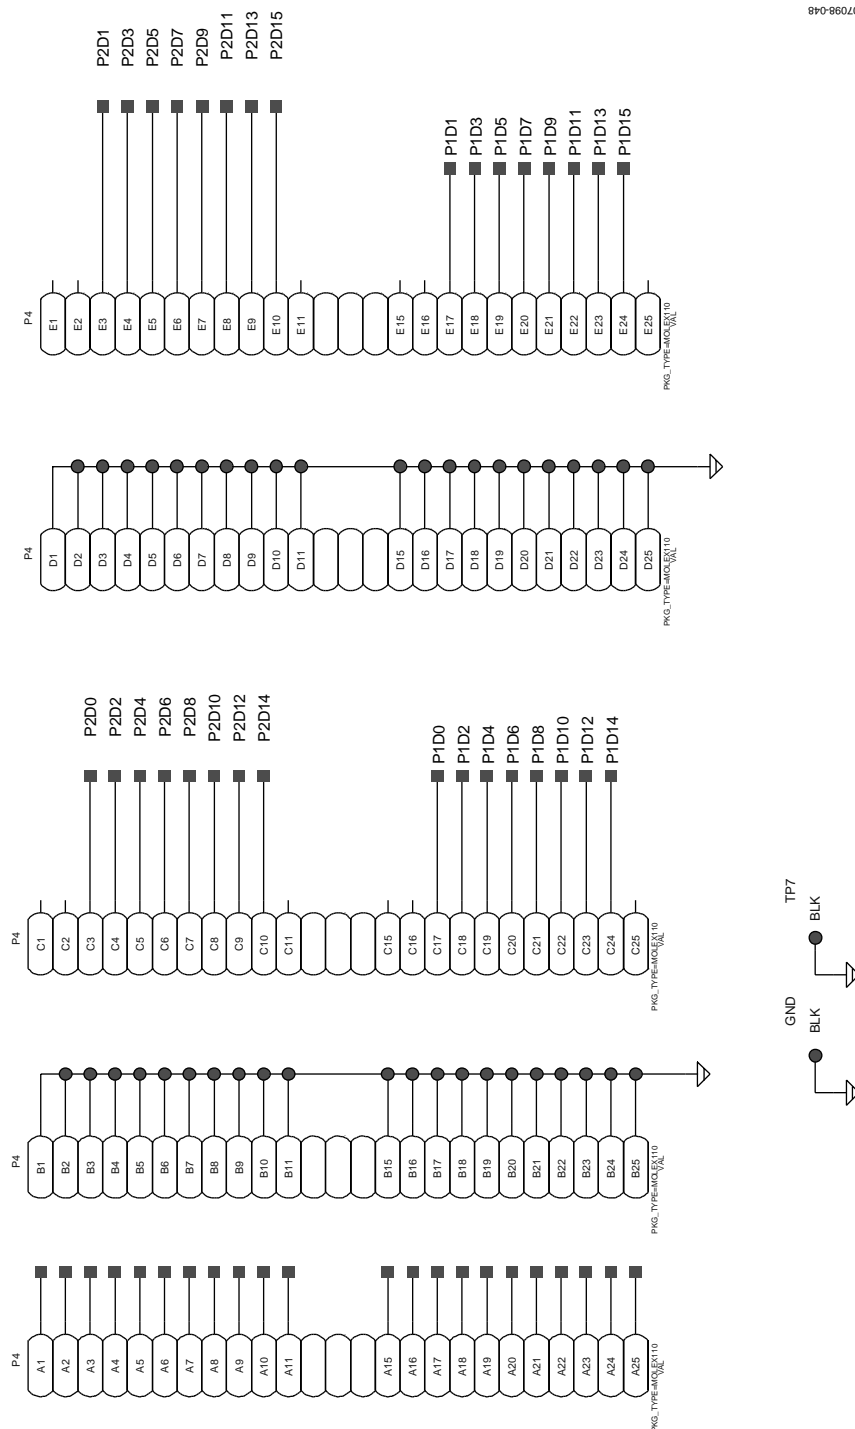 07098-048
P2D1
P2D3
P2D5
P2D7
P2D9
P2D11
P2D13
P2D15
P1D1
P1D3
P1D5
P1D7
P1D9
P1D11
P1D13
P1D15
P4
E1
E2
E3
E4
E5
E6
E7
E8
E9
E10
E11
E15
E16
E17
E18
E19
E20
E21
E22
E23
E24
E25
PKG_TYPE=MOLEX110
VAL
P4
D1
D2
D3
D4
D5
D6
D7
D8
D9
D10
D11
D15
D16
D17
D18
D19
D20
D21
D22
D23
D24
D25
PKG_TYPE=MOLEX110
VAL
P2D0
P2D2
P2D4
P2D6
P2D8
P2D10
P2D12
P2D14
P1D0
P1D2
P1D4
P1D6
P1D8
P1D10
P1D12
P1D14
P4
C1
C2
C3
C4
C5
C6
C7
C8
C9
C10
C11
C15
C16
C17
C18
C19
C20
C21
C22
C23
C24
C25
PKG_TYPE=MOLEX110
VAL
TP7
BLK
GND
BLK
P4
B1
B2
B3
B4
B5
B6
B7
B8
B9
B10
B11
B15
B16
B17
B18
B19
B20
B21
B22
B23
B24
B25
PKG_TYPE=MOLEX110
VAL
P4
A1
A2
A3
A4
A5
A6
A7
A8
A9
A10
A11
A15
A16
A17
A18
A19
A20
A21
A22
A23
A24
A25
PKG_TYPE=MOLEX110
VAL